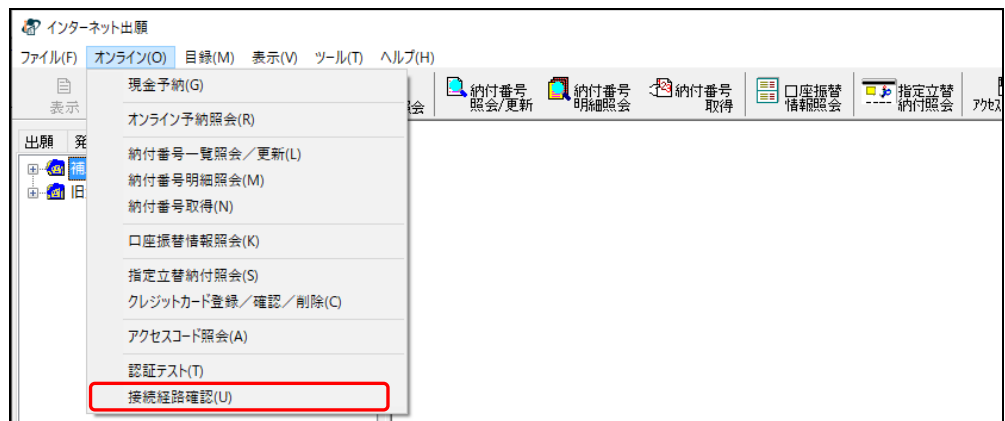 インターネット出願
ファイル(F) オンライン(O) 目録(M) 表示(V) ツール(T) ヘルプ(H)
表示
会
納付番号
照会/更新
納付番号
明細照会
納付番号
取得
口座振替
情報照会
指定立替
納付照会
アクセス
出願 発
補
旧
現金予納(G)
オンライン予納照会(R)
納付番号一覧照会/更新(L)
納付番号明細照会(M)
納付番号取得(N)
口座振替情報照会(K)
指定立替納付照会(S)
クレジットカード登録/確認/削除(C)
アクセスコード照会(A)
認証テスト(T)
接続経路確認(U)